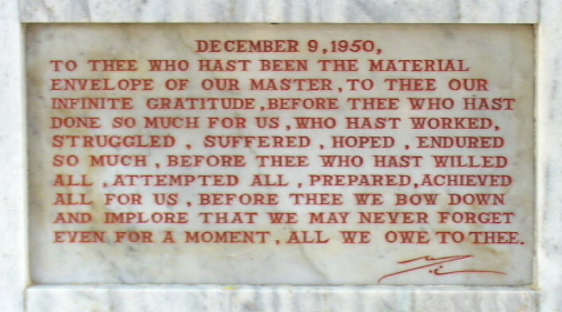 DECEMBER 9, 1950,
TO THEE WHO HAST BEEN THE MATERIAL
ENVELOPE OF OUR MASTER, TO THEE OUR
INFINITE GRATITUDE, BEFORE THEE WHO HAST
DONE SO MUCH FOR US, WHO HAST WORKED,
STRUGGLED, SUFFERED, HOPED, ENDURED
SO MUCH, BEFORE THEE WHO HAST WILLED
ALL, ATTEMPTED ALL, PREPARED, ACHIEVED
ALL FOR US, BEFORE THEE WE BOW DOWN
AND IMPLORE THAT WE MAY NEVER FORGET
EVEN FOR A MOMENT, ALL WE OWE TO THEE.